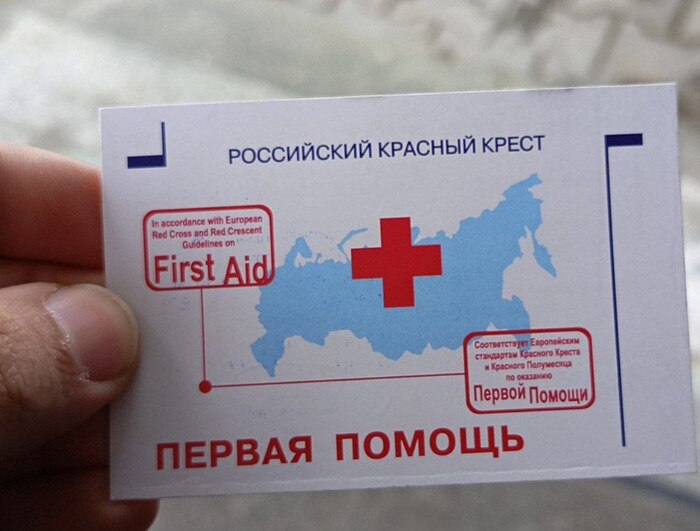 РОССИЙСКИЙ КРАСНЫЙ КРЕСТ
In accordance with European
Red Cross and Red Crescent
Guidelines on
First Aid
Соответствует Европейским
стандартам Красного Креста
и Красного Полумесяца
по оказанию
Первой Помощи
ПЕРВАЯ ПОМОЩЬ